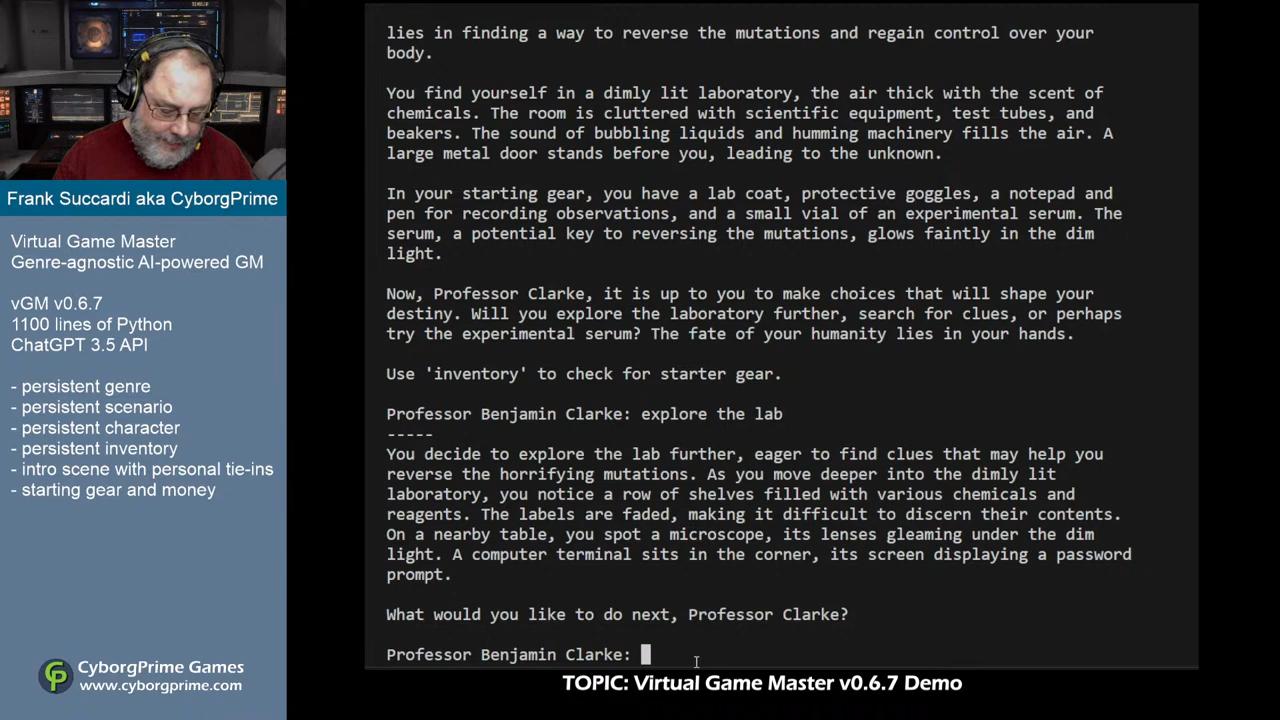 Frank Succardi aka CyborgPrime
Virtual Game Master
Genre-agnostic AI-powered GM
vGM v0.6.7
1100 lines of Python
ChatGPT 3.5 API
- persistent genre
- persistent scenario
- persistent character
- persistent inventory
- intro scene with personal tie-ins
- starting gear and money
CP
CyborgPrime Games
www.cyborgprime.com
lies in finding a way to reverse the mutations and regain control over your
body.
You find yourself in a dimly lit laboratory, the air thick with the scent of
chemicals. The room is cluttered with scientific equipment, test tubes, and
beakers. The sound of bubbling liquids and humming machinery fills the air. A
large metal door stands before you, leading to the unknown.
In your starting gear, you have a lab coat, protective goggles, a notepad and
pen for recording observations, and a small vial of an experimental serum. The
serum, a potential key to reversing the mutations, glows faintly in the dim
light.
Now, Professor Clarke, it is up to you to make choices that will shape your
destiny. Will you explore the laboratory further, search for clues, or perhaps
try the experimental serum? The fate of your humanity lies in your hands.
Use 'inventory' to check for starter gear.
Professor Benjamin Clarke: explore the lab
-----
You decide to explore the lab further, eager to find clues that may help you
reverse the horrifying mutations. As you move deeper into the dimly lit
laboratory, you notice a row of shelves filled with various chemicals and
reagents. The labels are faded, making it difficult to discern their contents.
On a nearby table, you spot a microscope, its lenses gleaming under the dim
light. A computer terminal sits in the corner, its screen displaying a password
prompt.
What would you like to do next, Professor Clarke?
Professor Benjamin Clarke:
TOPIC: Virtual Game Master v0.6.7 Demo